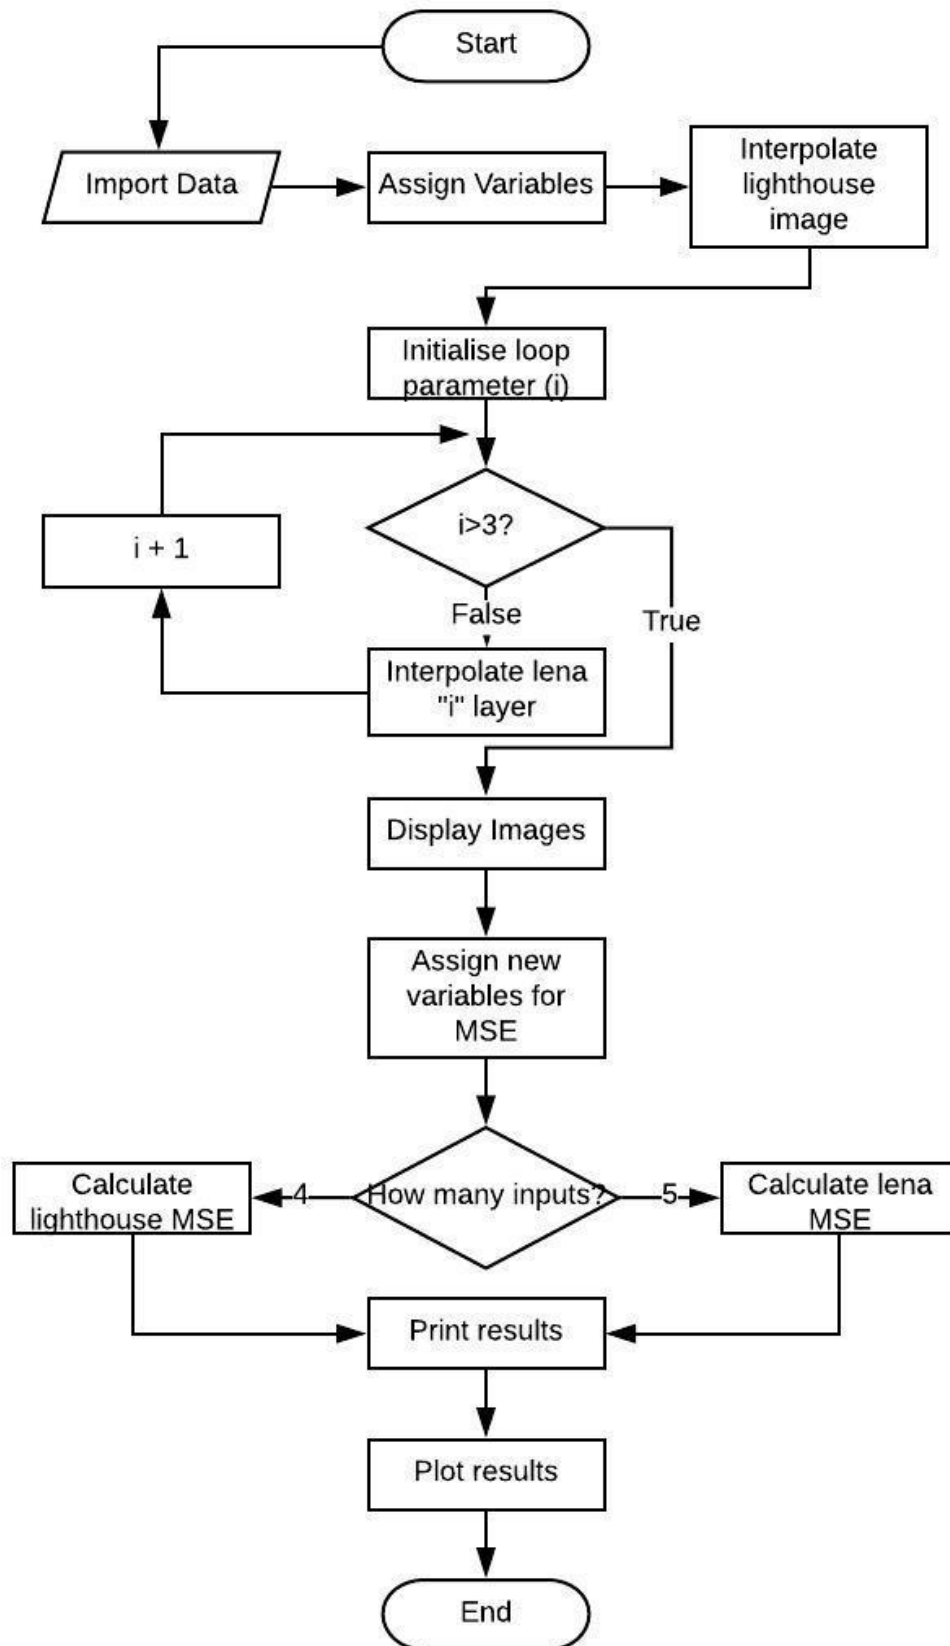 Start
Import Data
Assign Variables
Interpolate
lighthouse
image
Initialise loop
parameter (i)
i>3?
i + 1
False
True
Interpolate lena
"i" layer
Display Images
Assign new
variables for
MSE
How many inputs?
4
5
Calculate
lighthouse MSE
Calculate lena
MSE
Print results
Plot results
End